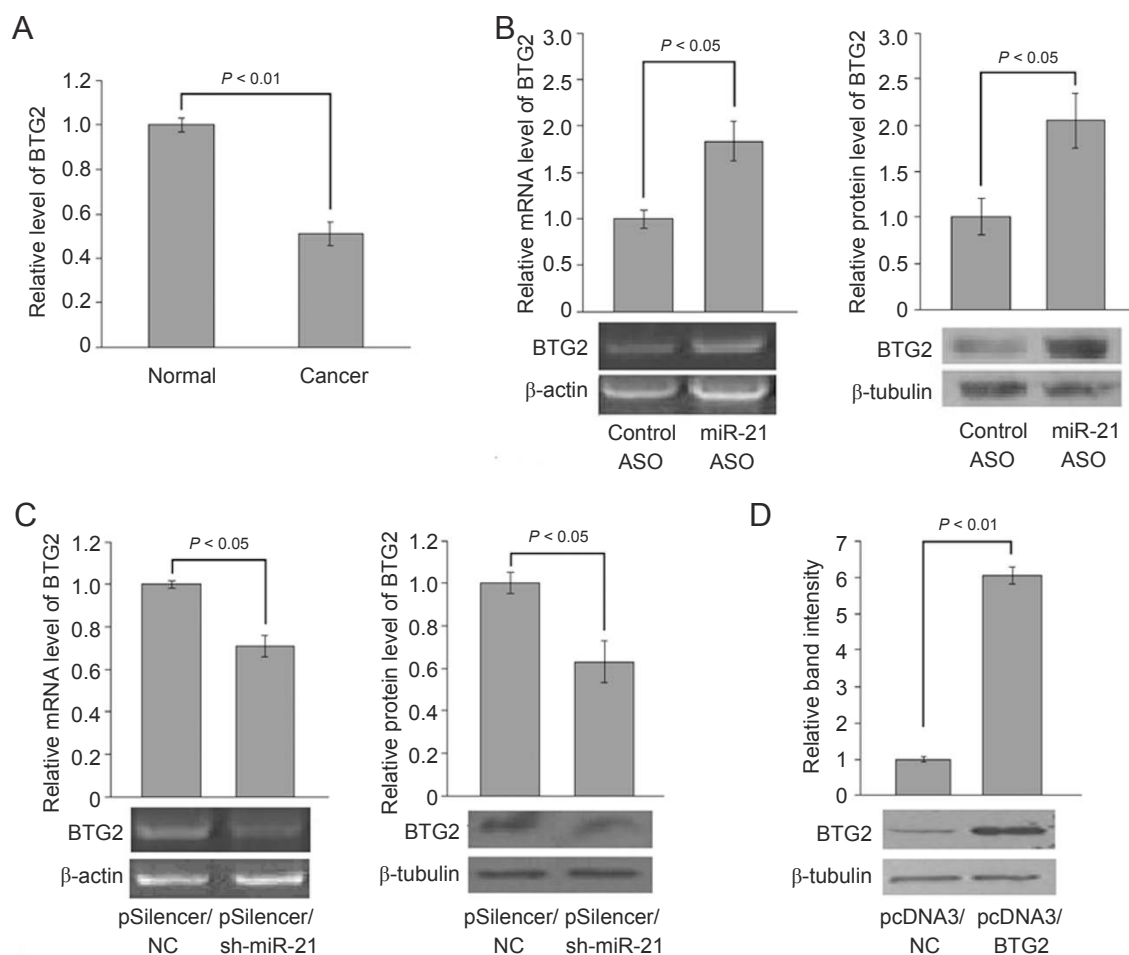 A
Relative level of BTG2
1.2
1.0
0.8
0.6
0.4
0.2
0
P < 0.01
Normal Cancer
B
Relative mRNA level of BTG2
3.0
2.5
2.0
1.5
1.0
0.5
0
P < 0.05
BTG2
β-actin
Control miR-21
ASO ASO
Relative protein level of BTG2
3.0
2.5
2.0
1.5
1.0
0.5
0
P < 0.05
BTG2
β-tubulin
Control miR-21
ASO ASO
C
Relative mRNA level of BTG2
1.2
1.0
0.8
0.6
0.4
0.2
0
P < 0.05
BTG2
β-actin
pSilencer/ pSilencer/
NC sh-miR-21
Relative protein level of BTG2
1.2
1.0
0.8
0.6
0.4
0.2
0
P < 0.05
BTG2
β-tubulin
pSilencer/ pSilencer/
NC sh-miR-21
D
Relative band intensity
7
6
5
4
3
2
1
0
P < 0.01
BTG2
β-tubulin
pcDNA3/ pcDNA3/
NC BTG2